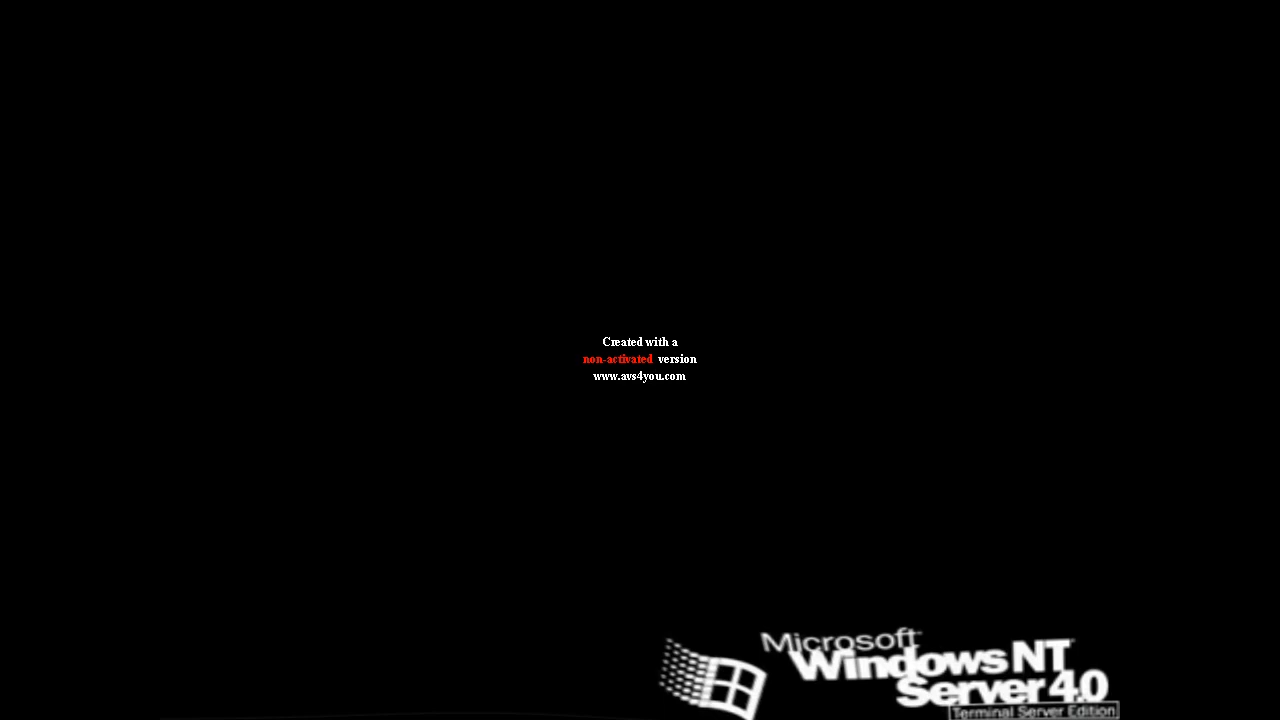 Created with a
non-activated version
www.avs4you.com
Microsoft
Windows NT
Server 4.0
Terminal Server Edition